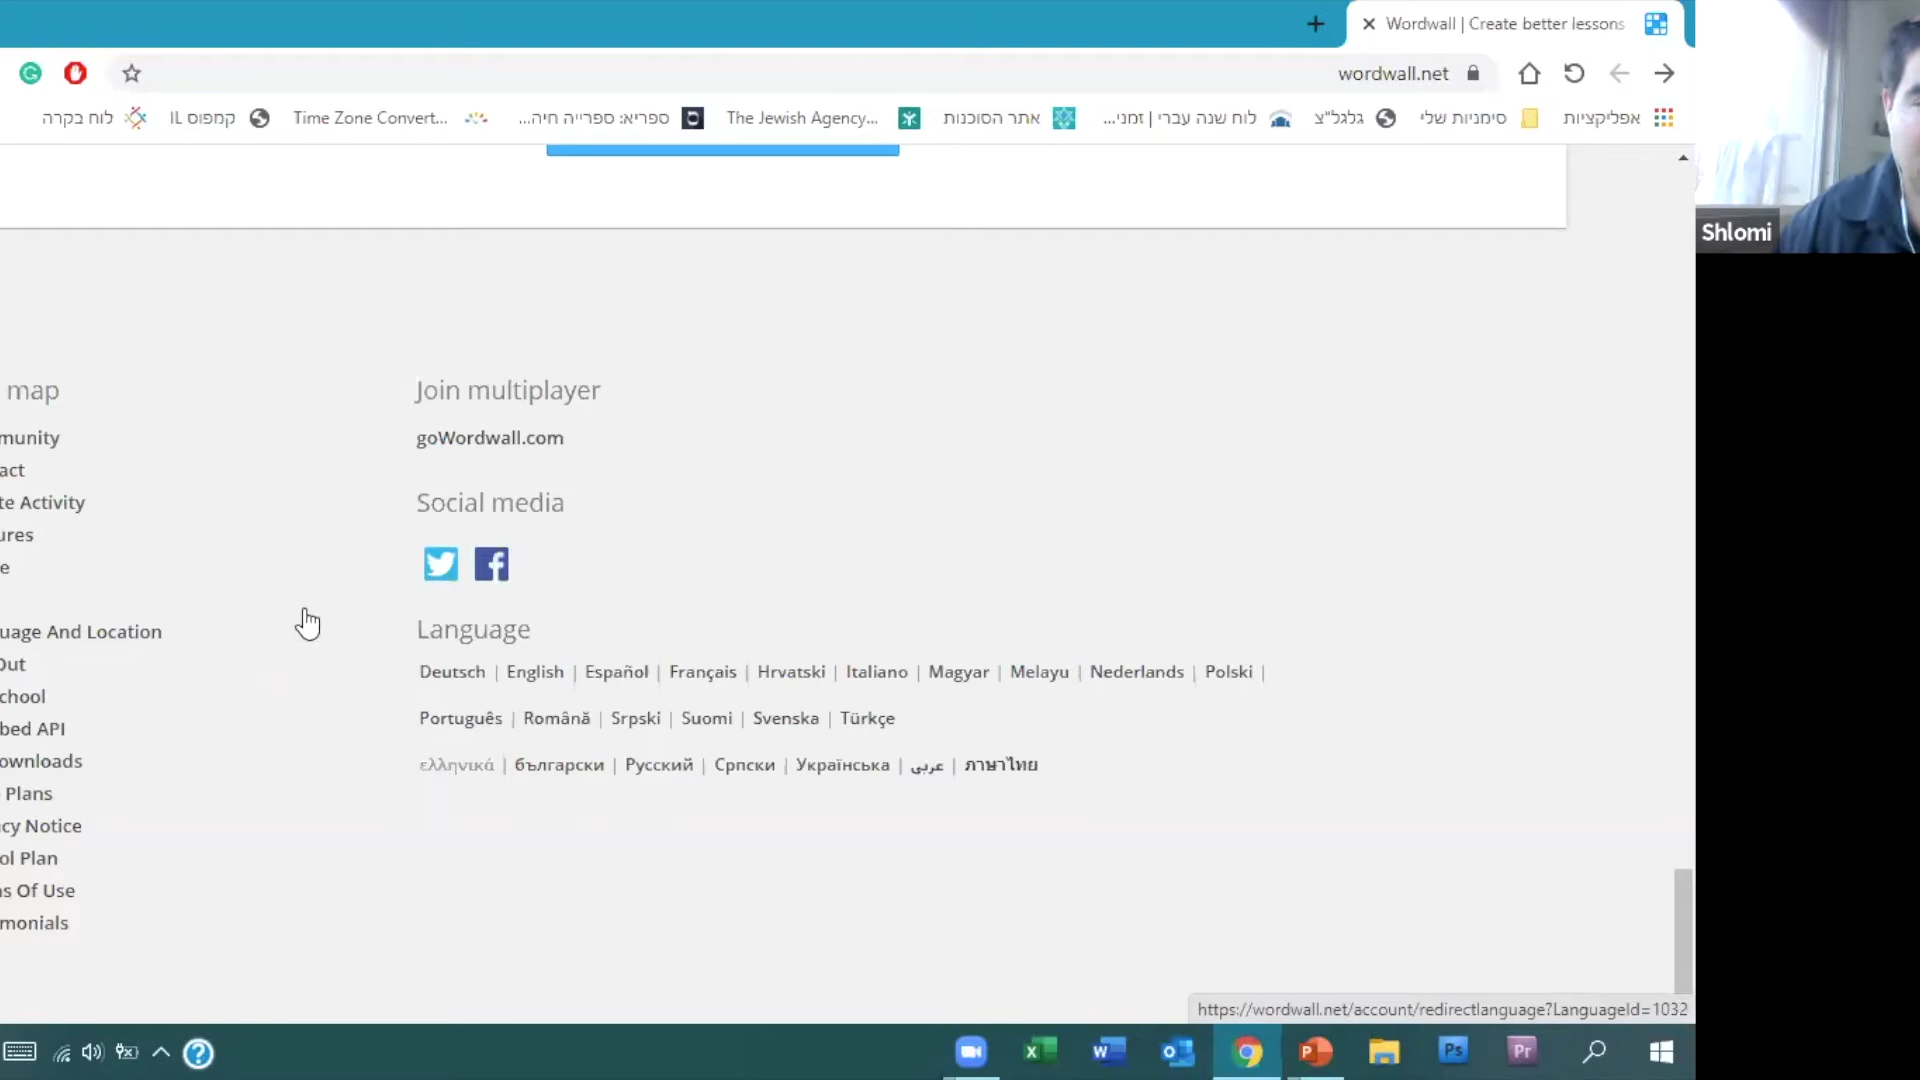 Wordwall | Create better lessons
wordwall.net
אפליקציות
סימניות שלי
גלגל"צ
לוח שנה עברי | זמני...
אתר הסוכנות
The Jewish Agency...
ספריא: ספרייה חיה...
Time Zone Convert...
קמפוס IL
לוח בקרה
Shlomi
map
munity
act
te Activity
ures
e
uage And Location
Out
chool
bed API
ownloads
Plans
cy Notice
ol Plan
s Of Use
monials
Join multiplayer
goWordwall.com
Social media
Language
Deutsch | English | Español | Français | Hrvatski | Italiano | Magyar | Melayu | Nederlands | Polski |
Português | Română | Srpski | Suomi | Svenska | Türkçe
ελληνικά | български | Русский | Српски | Українська | عربى | ภาษาไทย
https://wordwall.net/account/redirectlanguage?LanguageId=1032